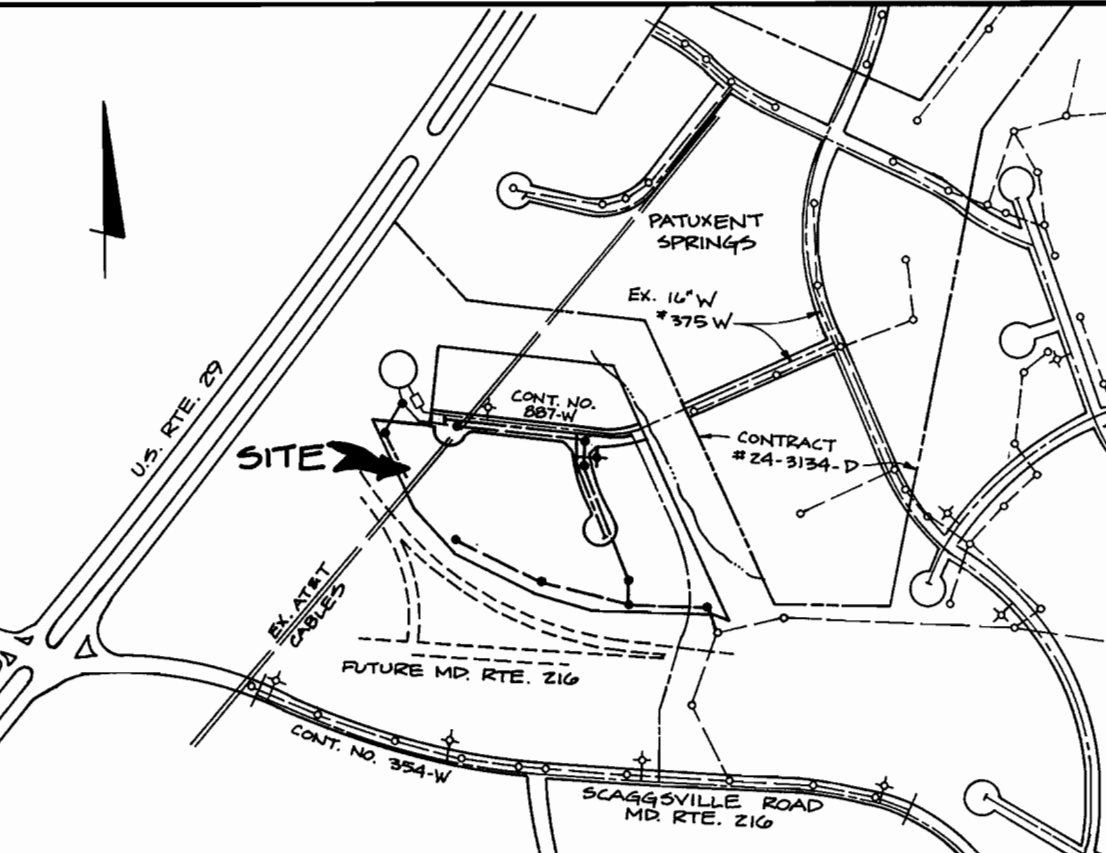 PATUXENT
SPRINGS
EX. 16" W
#375 W
U.S. RTE. 29
CONT. NO.
887-W
SITE
CONTRACT
#24-3134-D
EX. AT&T
CABLES
FUTURE MD. RTE. 216
CONT. NO. 354-W
SCAGGSVILLE ROAD
MD. RTE. 216